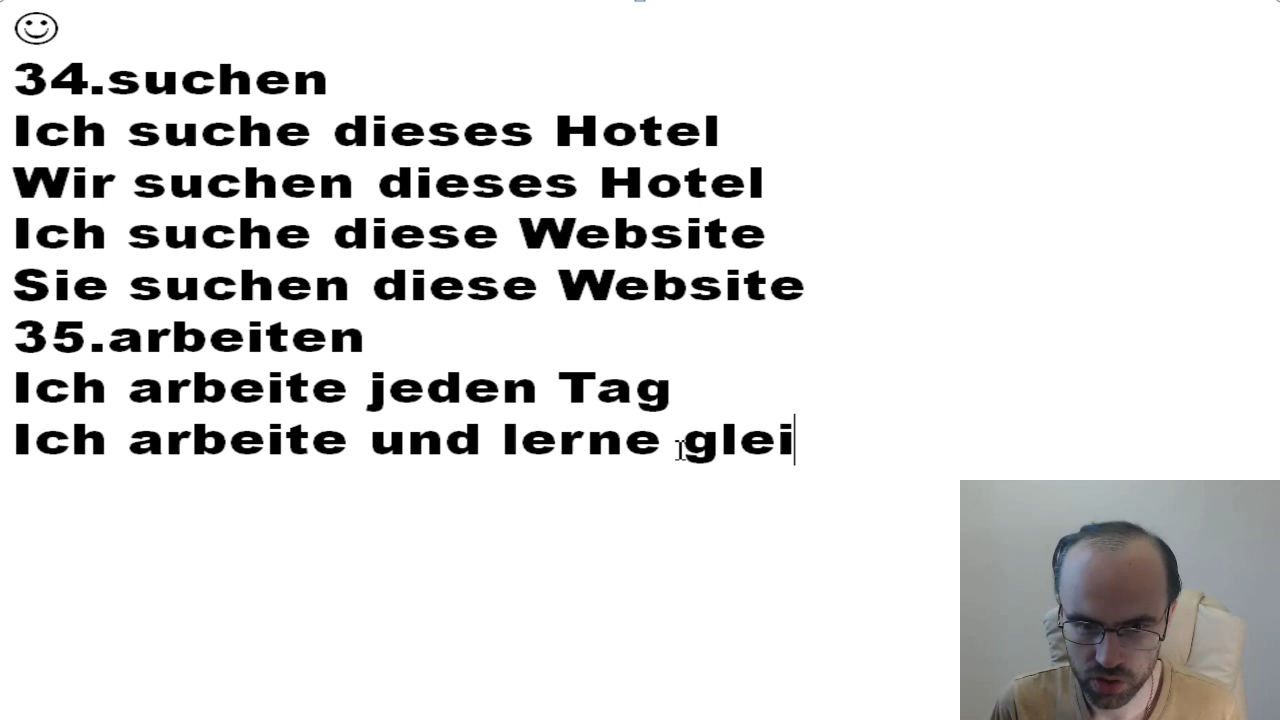 34.suchen
Ich suche dieses Hotel
Wir suchen dieses Hotel
Ich suche diese Website
Sie suchen diese Website
35.arbeiten
Ich arbeite jeden Tag
Ich arbeite und lerne glei